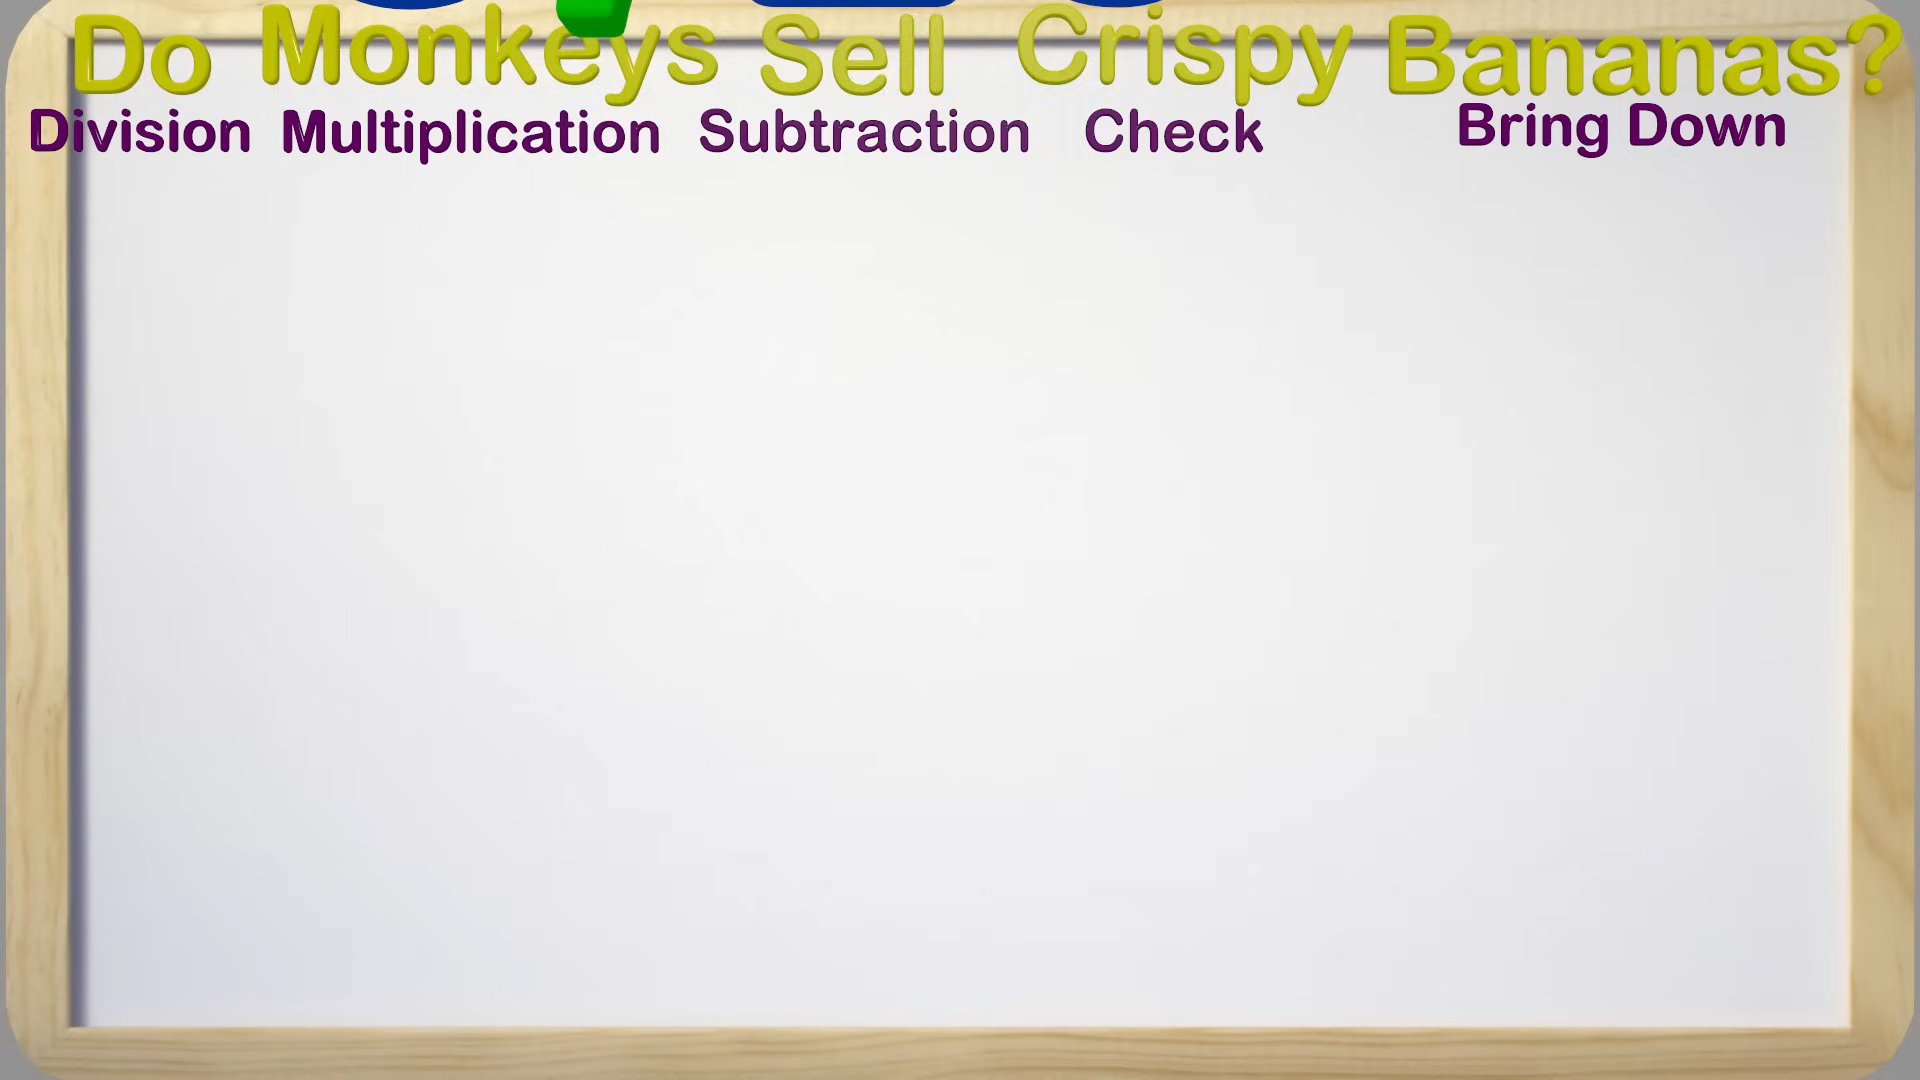 Do Monkeys Sell Crispy Bananas?
Division Multiplication Subtraction Check Bring Down